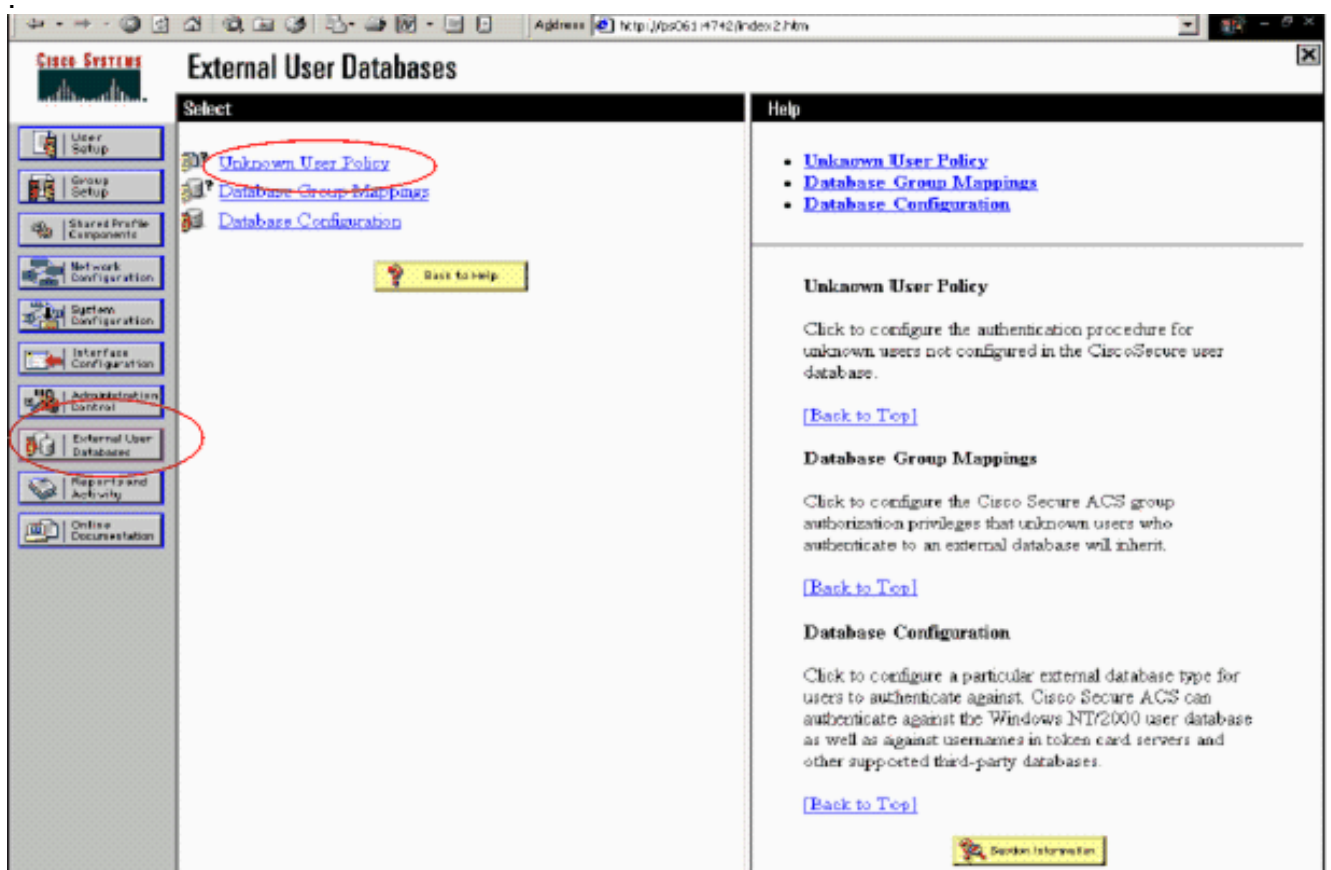 Address http://ps061:4742/index2.htm
CISCO SYSTEMS
External User Databases
Select
Help
User Setup
Group Setup
Shared Profile Components
Network Configuration
System Configuration
Interface Configuration
Administration Control
External User Databases
Reports and Activity
Online Documentation
Unknown User Policy
Database Group Mappings
Database Configuration
Back to Help
Unknown User Policy
Database Group Mappings
Database Configuration
Unknown User Policy
Click to configure the authentication procedure for
unknown users not configured in the CiscoSecure user
database.
[Back to Top]
Database Group Mappings
Click to configure the Cisco Secure ACS group
authorization privileges that unknown users who
authenticate to an external database will inherit.
[Back to Top]
Database Configuration
Click to configure a particular external database type for
users to authenticate against. Cisco Secure ACS can
authenticate against the Windows NT/2000 user database
as well as against usernames in token card servers and
other supported third-party databases.
[Back to Top]
Section Information